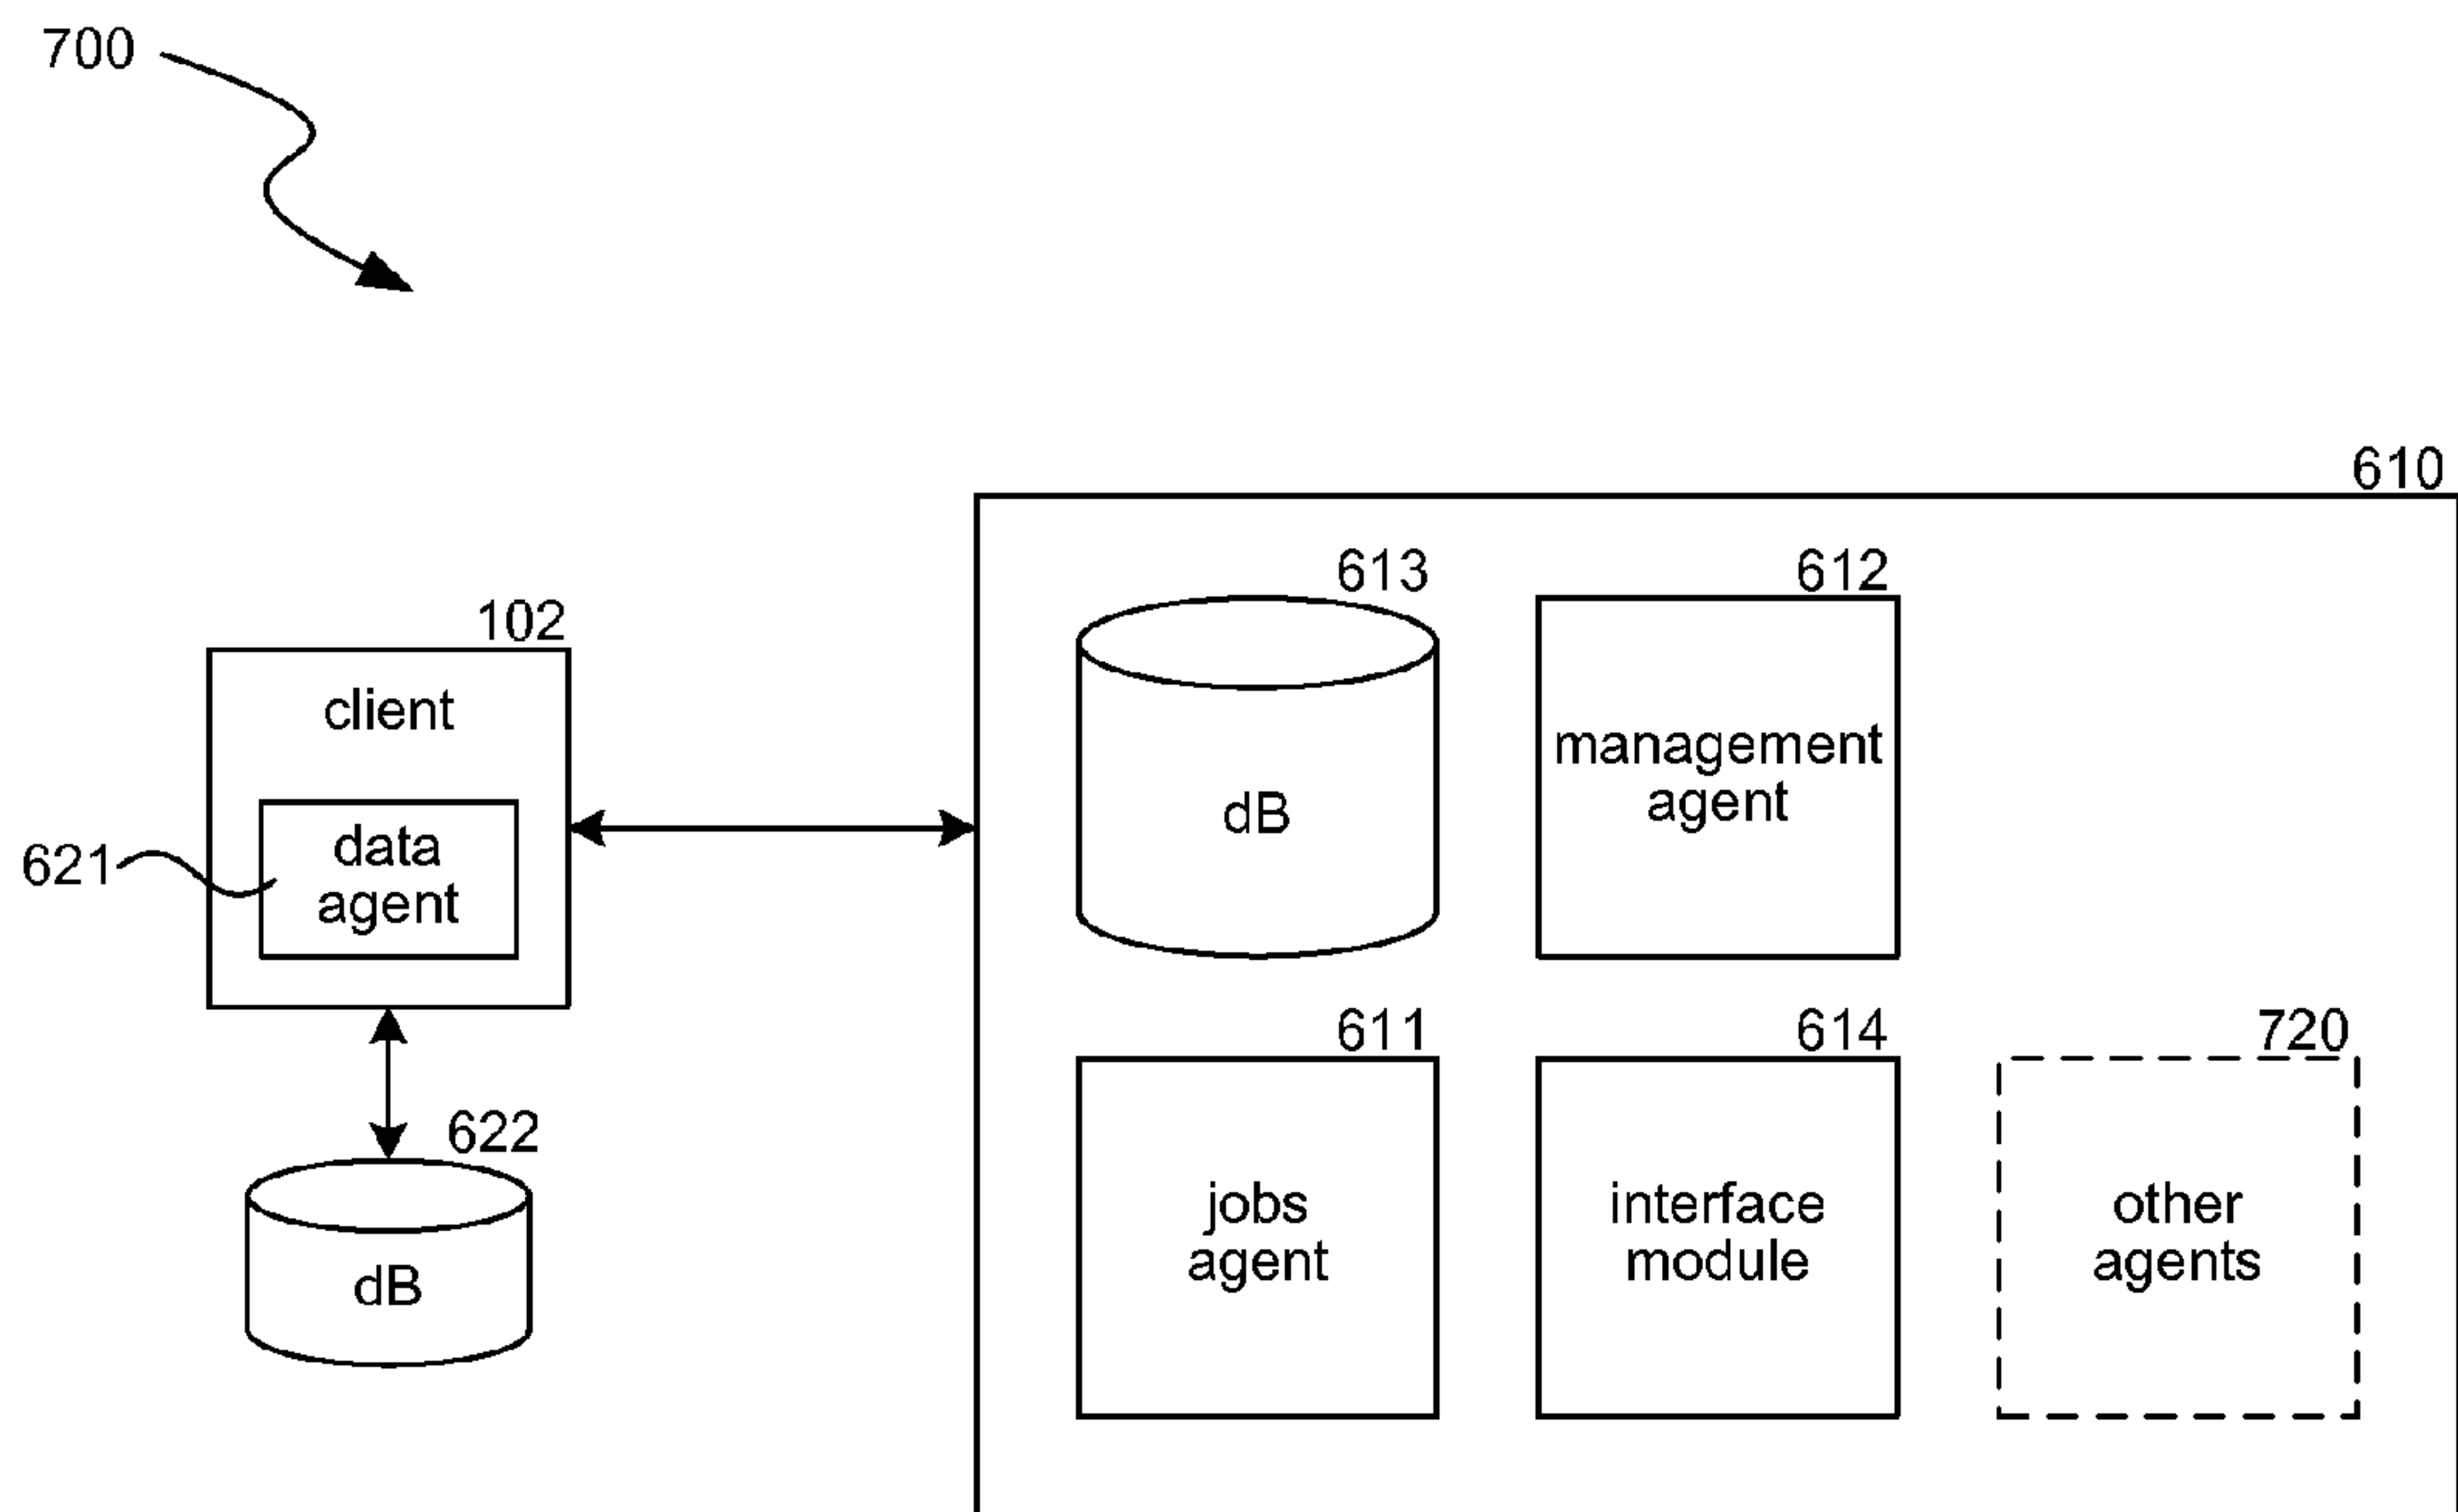 700
610
613
612
102
client
management
agent
dB
data
agent
621
611
614
720
622
jobs
agent
interface
module
other
agents
dB